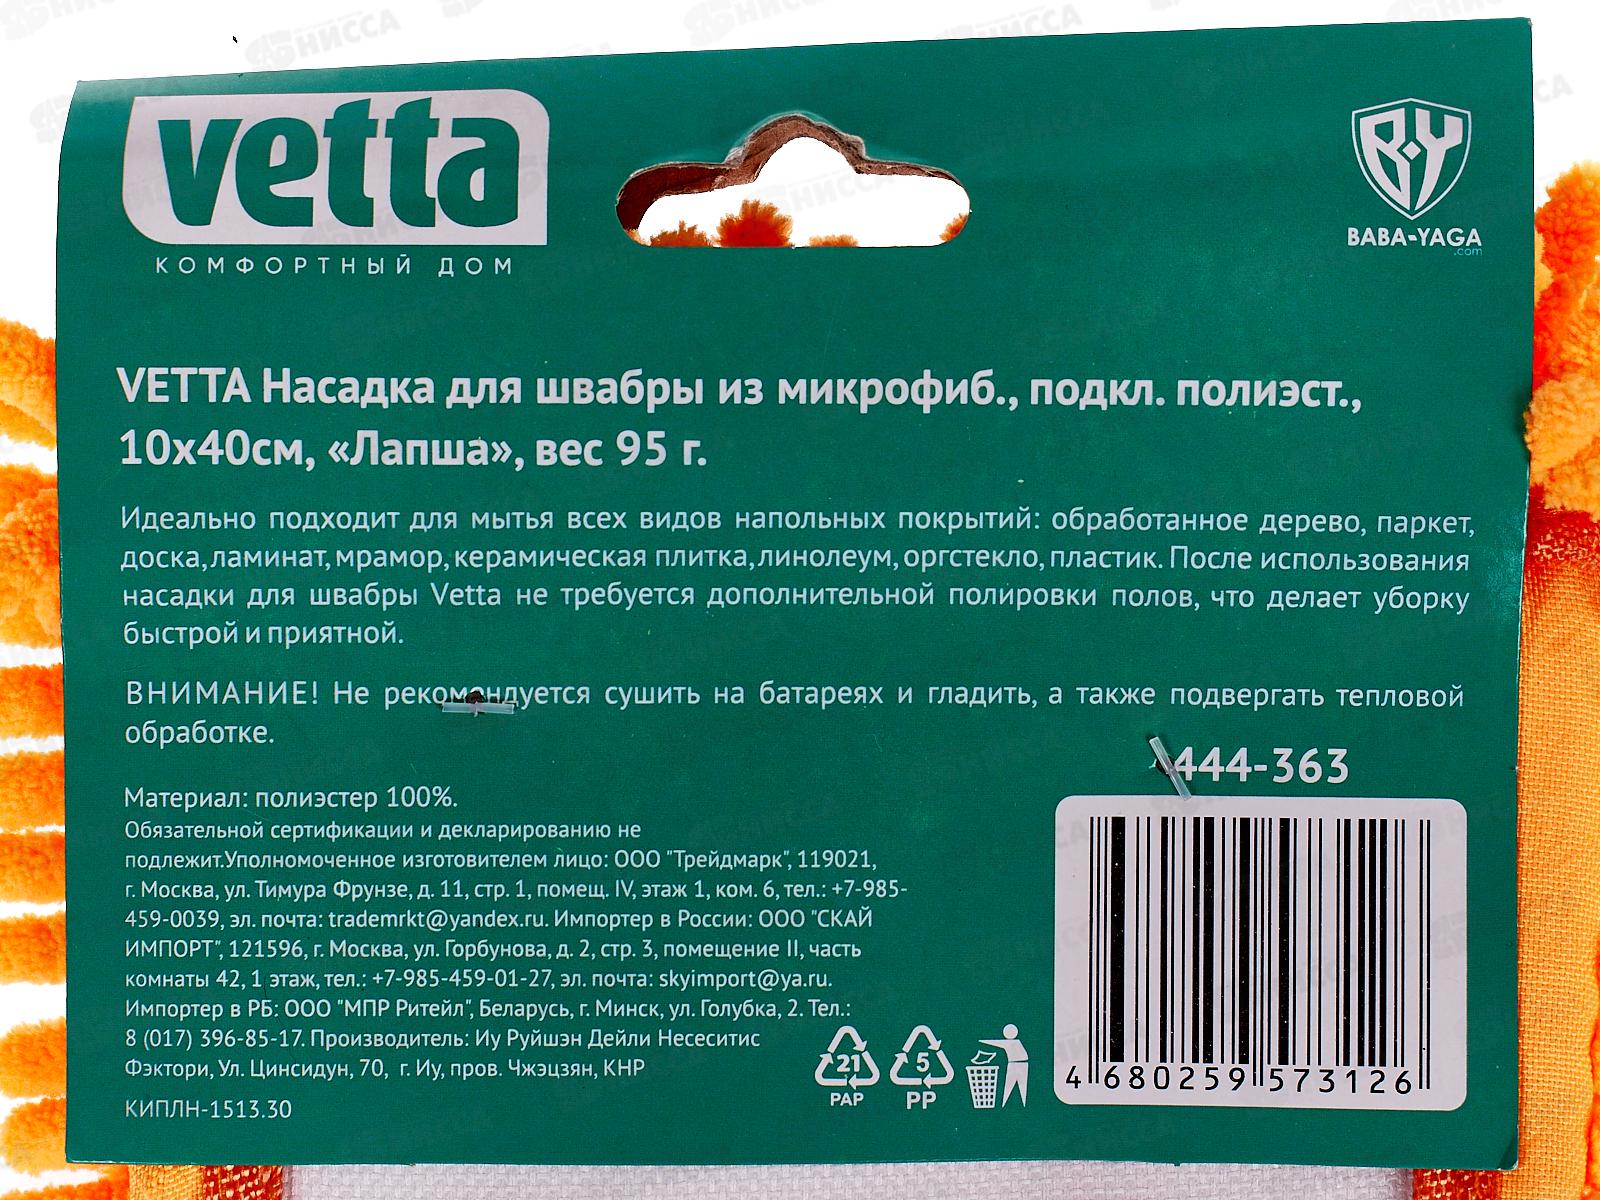 vetta
КОМФОРТНЫЙ ДОМ
BY
BABA-YAGA
.com
VETTA Насадка для швабры из микрофиб., подкл. полиэст.,
10х40см, «Лапша», вес 95 г.
Идеально подходит для мытья всех видов напольных покрытий: обработанное дерево, паркет,
доска, ламинат, мрамор, керамическая плитка, линолеум, оргстекло, пластик. После использования
насадки для швабры Vetta не требуется дополнительной полировки полов, что делает уборку
быстрой и приятной.
ВНИМАНИЕ! Не рекомендуется сушить на батареях и гладить, а также подвергать тепловой
обработке.
444-363
Материал: полиэстер 100%.
Обязательной сертификации и декларированию не
подлежит.Уполномоченное изготовителем лицо: ООО "Трейдмарк", 119021,
г. Москва, ул. Тимура Фрунзе, д. 11, стр. 1, помещ. IV, этаж 1, ком. 6, тел.: +7-985-
459-0039, эл. почта: trademrkt@yandex.ru. Импортер в России: ООО "СКАЙ
ИМПОРТ", 121596, г. Москва, ул. Горбунова, д. 2, стр. 3, помещение II, часть
комнаты 42, 1 этаж, тел.: +7-985-459-01-27, эл. почта: skyimport@ya.ru.
Импортер в РБ: ООО "МПР Ритейл", Беларусь, г. Минск, ул. Голубка, 2. Тел.:
8 (017) 396-85-17. Производитель: Иу Руйшэн Дейли Несеситис
Фэктори, Ул. Цинсидун, 70, г. Иу, пров. Чжэцзян, КНР
КИПЛН-1513.30
21
PAP
5
PP
4 680259 573126